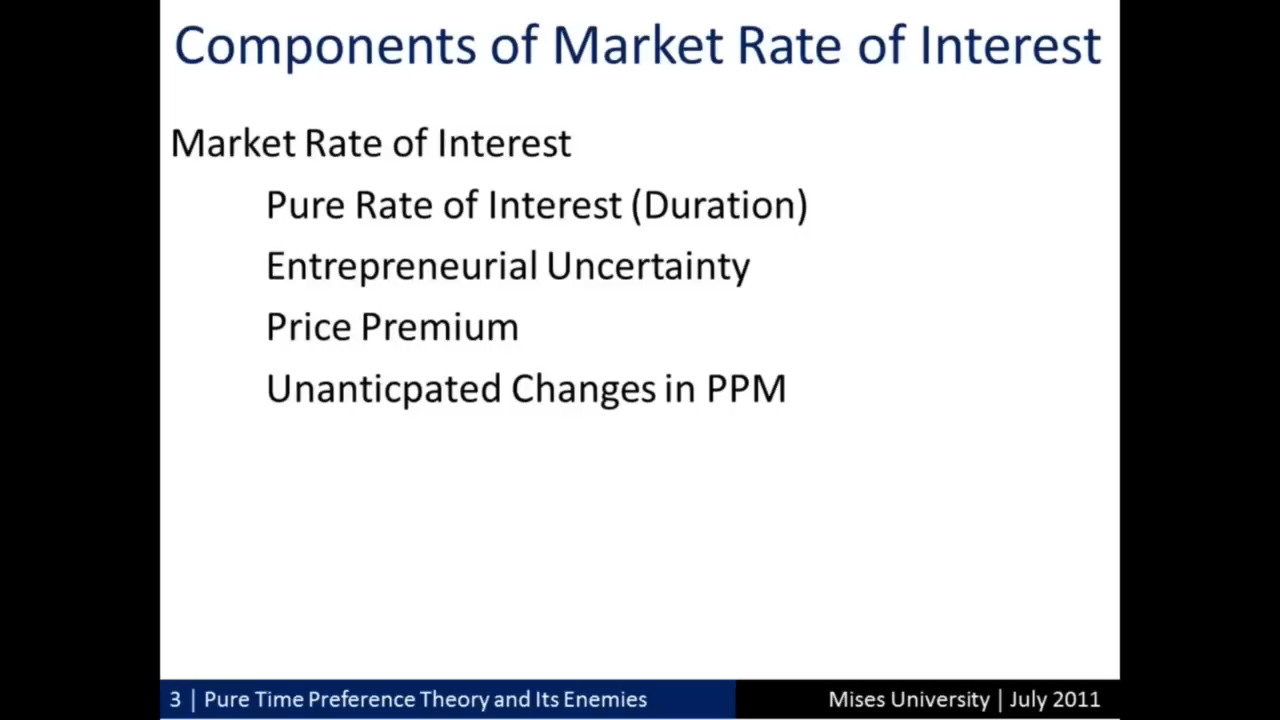 Components of Market Rate of Interest
Market Rate of Interest
Pure Rate of Interest (Duration)
Entrepreneurial Uncertainty
Price Premium
Unanticpated Changes in PPM
3 | Pure Time Preference Theory and Its Enemies
Mises University | July 2011